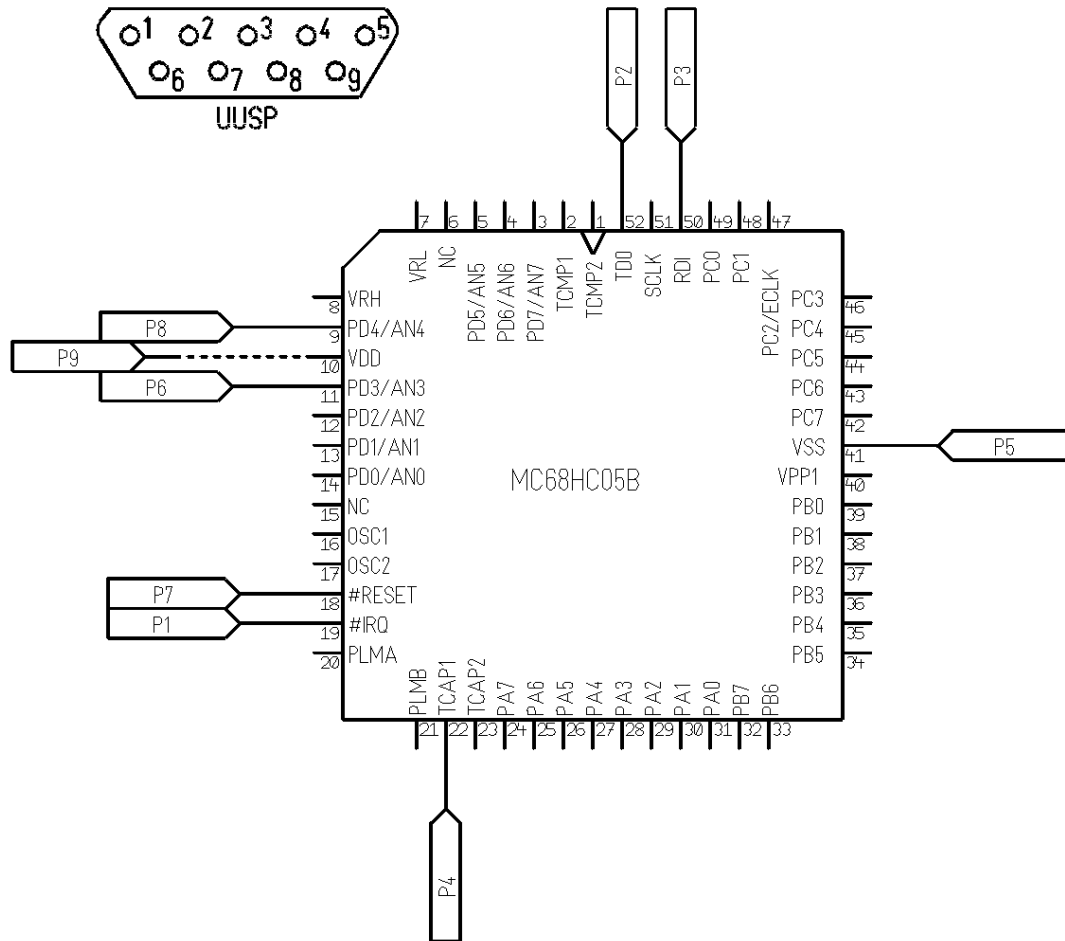 1 2 3 4 5
6 7 8 9
UUSP
P2 P3
7 6 5 4 3 2 1 52 51 50 49 48 47
VRL NC PD5/AN5 PD6/AN6 PD7/AN7 TCMP1 TCMP2 TDO SCLK RDI PC0 PC1 PC2/ECLK
8 VRH PC3 46
P8 9 PD4/AN4 PC4 45
P9 10 VDD PC5 44
P6 11 PD3/AN3 PC6 43
12 PD2/AN2 PC7 42
13 PD1/AN1 VSS 41 P5
14 PD0/AN0 MC68HC05B VPP1 40
15 NC PB0 39
16 OSC1 PB1 38
17 OSC2 PB2 37
P7 18 #RESET PB3 36
P1 19 #IRQ PB4 35
20 PLMA PB5 34
PLMB TCAP1 TCAP2 PA7 PA6 PA5 PA4 PA3 PA2 PA1 PA0 PB7 PB6
21 22 23 24 25 26 27 28 29 30 31 32 33
P4